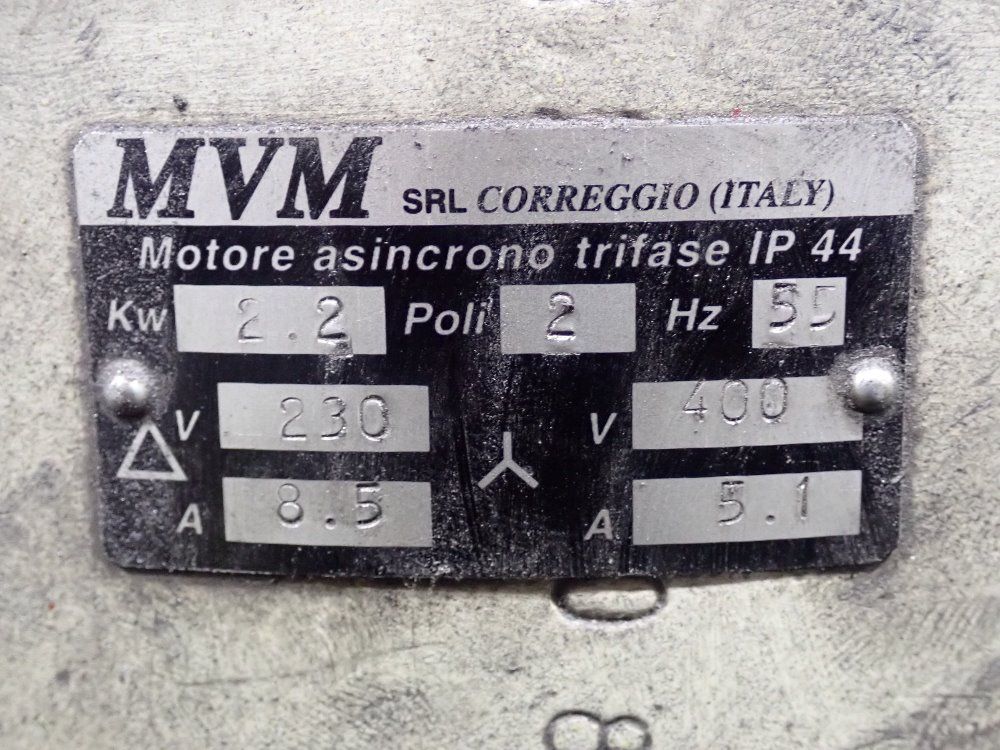 MVM SRL CORREGGIO (ITALY)
Motore asincrono trifase IP 44
Kw 2.2 Poli 2 Hz 55
V 230 V 400
A 8.5 A 5.1